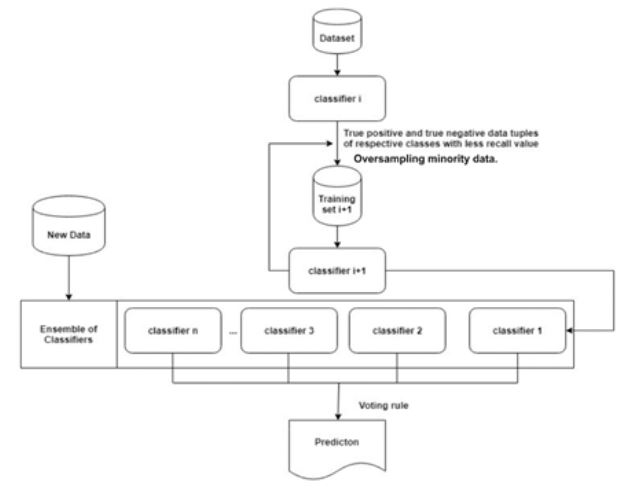 Dataset
classifier i
True positive and true negative data tuples
of respective classes with less recall value
Oversampling minority data.
Training
set i+1
New Data
classifier i+1
Ensemble of
Classifiers
classifier n
...
classifier 3
classifier 2
classifier 1
Voting rule
Predicton